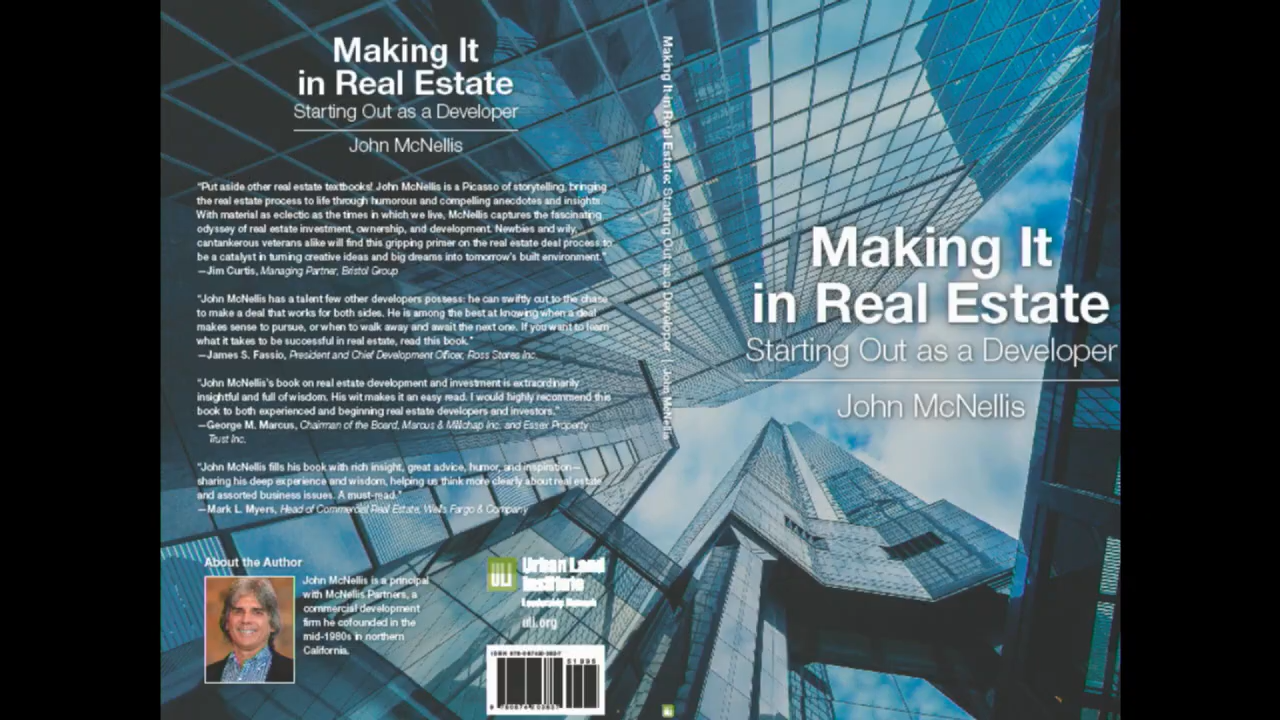 Making It
in Real Estate
Starting Out as a Developer
John McNellis
"Put aside other real estate textbooks! John McNellis is a Picasso of storytelling, bringing
the real estate process to life through humorous and compelling anecdotes and insights.
With material as eclectic as the times in which we live, McNellis captures the fascinating
odyssey of real estate investment, ownership, and development. Newbies and wily,
cantankerous veterans alike will find this gripping primer on the real estate deal process to
be a catalyst in turning creative ideas and big dreams into tomorrow's built environment."
—Jim Curtis, Managing Partner, Bristol Group
"John McNellis has a talent few other developers possess: he can swiftly cut to the chase
to make a deal that works for both sides. He is among the best at knowing when a deal
makes sense to pursue, or when to walk away and await the next one. If you want to learn
what it takes to be successful in real estate, read this book."
—James S. Fassio, President and Chief Development Officer, Ross Stores Inc.
"John McNellis's book on real estate development and investment is extraordinarily
insightful and full of wisdom. His wit makes it an easy read. I would highly recommend this
book to both experienced and beginning real estate developers and investors."
—George M. Marcus, Chairman of the Board, Marcus & Millichap Inc. and Essex Property
Trust Inc.
"John McNellis fills his book with rich insight, great advice, humor, and inspiration—
sharing his deep experience and wisdom, helping us think more clearly about real estate
and assorted business issues. A must-read."
—Mark L. Myers, Head of Commercial Real Estate, Wells Fargo & Company
About the Author
John McNellis is a principal
with McNellis Partners, a
commercial development
firm he cofounded in the
mid-1980s in northern
California.
ULI
Urban Land
Institute
uli.org
Making It in Real Estate: Starting Out as a Developer | John McNellis
ULI
Making It
in Real Estate
Starting Out as a Developer
John McNellis